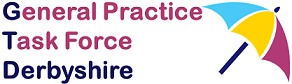 General Practice
Task Force
Derbyshire